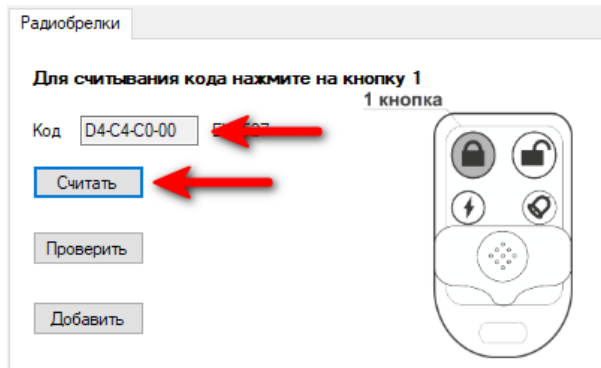 Радиобрелки
Для считывания кода нажмите на кнопку 1
1 кнопка
Код D4-C4-C0-00
Считать
Проверить
Добавить